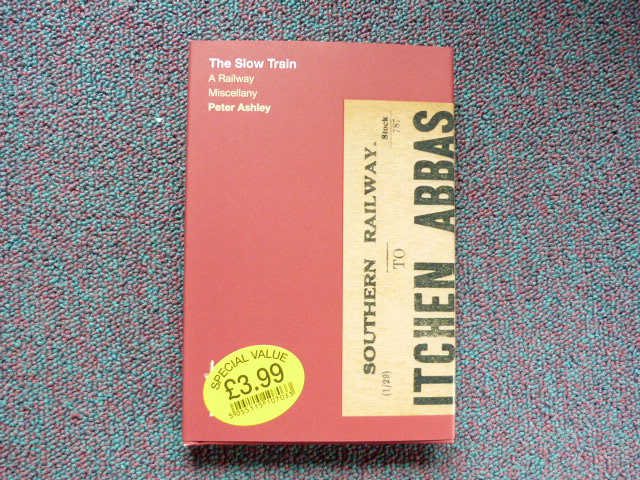 The Slow Train
A Railway
Miscellany
Peter Ashley
Stock
787
SOUTHERN RAILWAY.
(1/29)
TO
ITCHEN ABBAS
SPECIAL VALUE
£3.99
5055115707035